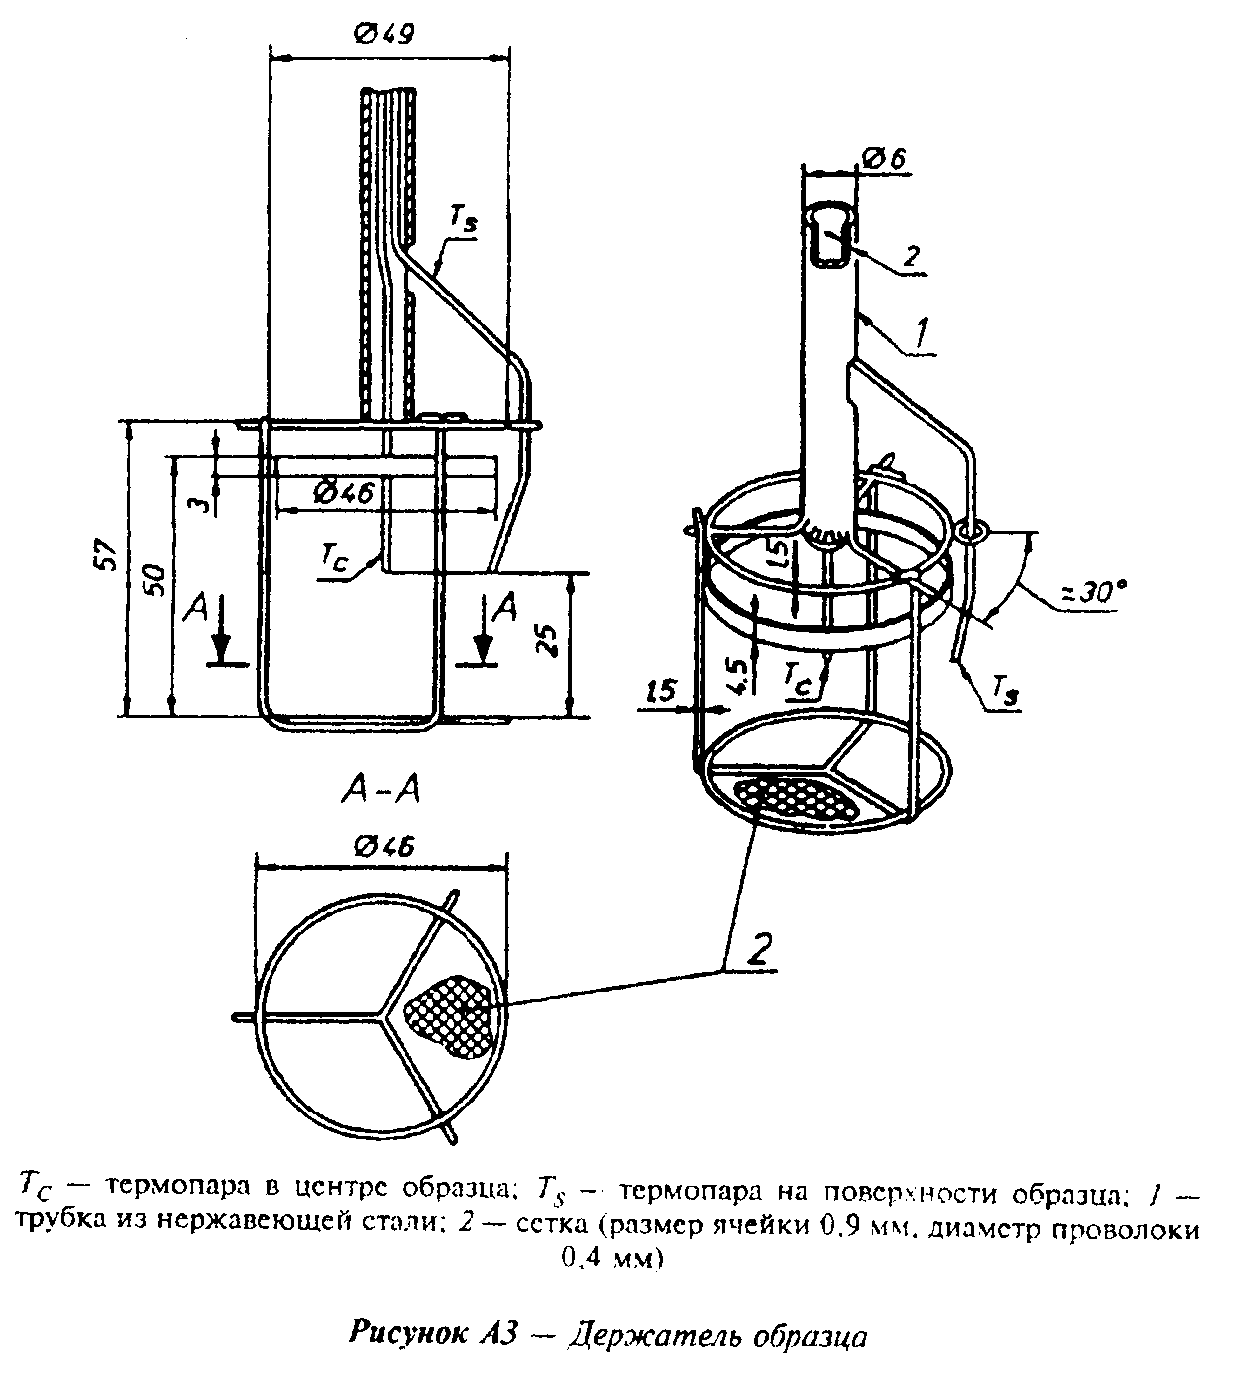 Ø49
Ø6
Ts
2
1
3
Ø46
Tc
57
50
A
A
25
1.5
≈30°
15
4.5
Tc
Ts
A-A
Ø46
2
Tc — термопара в центре образца; Ts – термопара на поверхности образца; 1 —
трубка из нержавеющей стали; 2 — сетка (размер ячейки 0,9 мм, диаметр проволоки
0,4 мм)
Рисунок А3 — Держатель образца